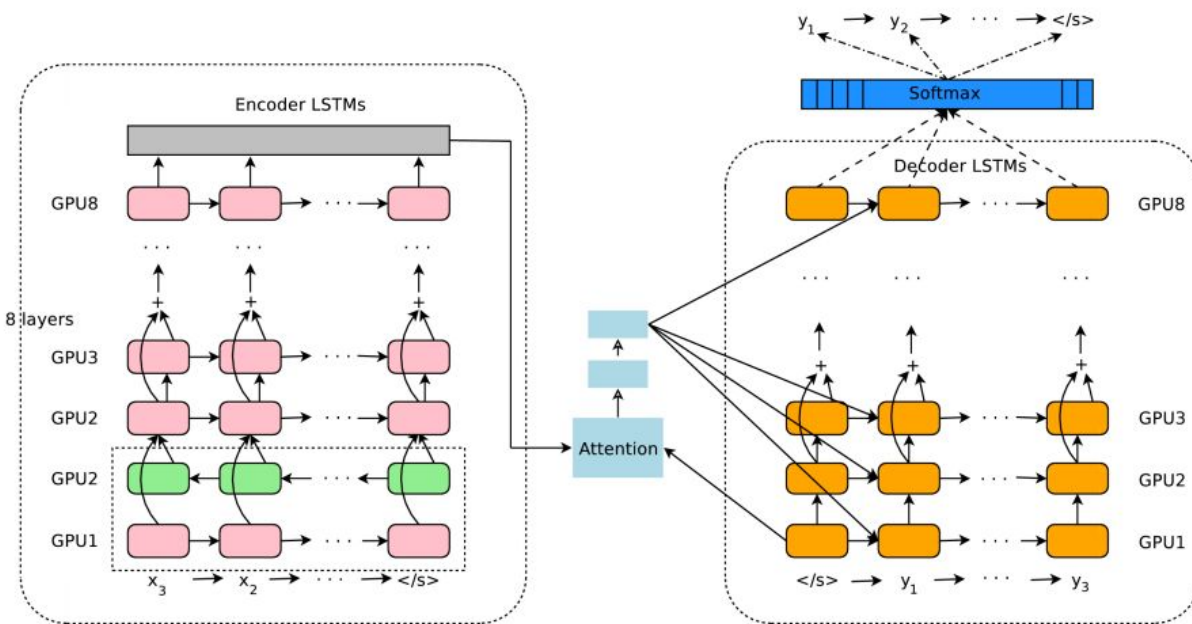 y1 y2 · · · </s>
Softmax
Encoder LSTMs
Decoder LSTMs
GPU8
GPU8
· · ·
· · ·
· · ·
· · ·
· · ·
· · ·
· · ·
· · ·
+ + +
8 layers
GPU3
· · ·
+ + +
GPU2
· · ·
Attention
GPU3
· · ·
GPU2
· · ·
GPU2
· · ·
GPU1
· · ·
GPU1
· · ·
x3 x2 · · · </s>
</s> y1 · · · y3